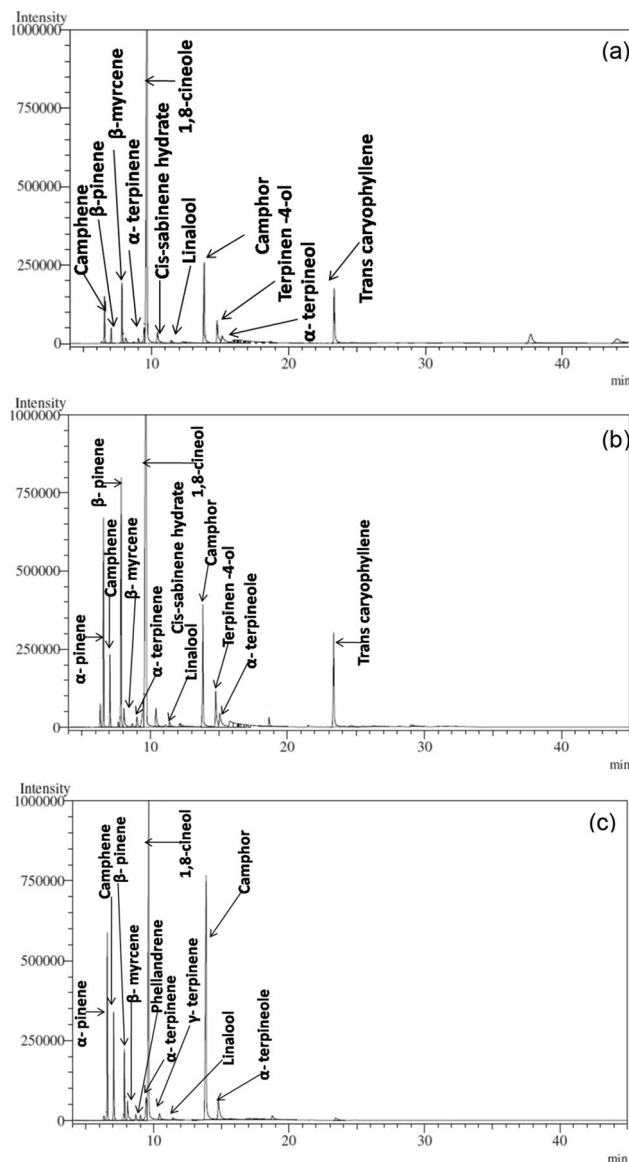 Intensity
1000000
(a)
750000
500000
250000
0
Camphene
β-pinene
β-myrcene
α- terpinene
1,8-cineole
Cis-sabinene hydrate
Linalool
Camphor
Terpinen -4-ol
α- terpineol
Trans caryophyllene
10
20
30
40
min
Intensity
1000000
(b)
750000
500000
250000
0
α- pinene
Camphene
β- pinene
β- myrcene
α- terpinene
1,8-cineol
Cis-sabinene hydrate
Linalool
Camphor
Terpinen -4-ol
α- terpineole
Trans caryophyllene
10
20
30
40
min
Intensity
1000000
(c)
750000
500000
250000
0
α- pinene
Camphene
β- pinene
β- myrcene
Phellandrene
α- terpinene
1,8-cineol
γ- terpinene
Linalool
Camphor
α- terpineole
10
20
30
40
min